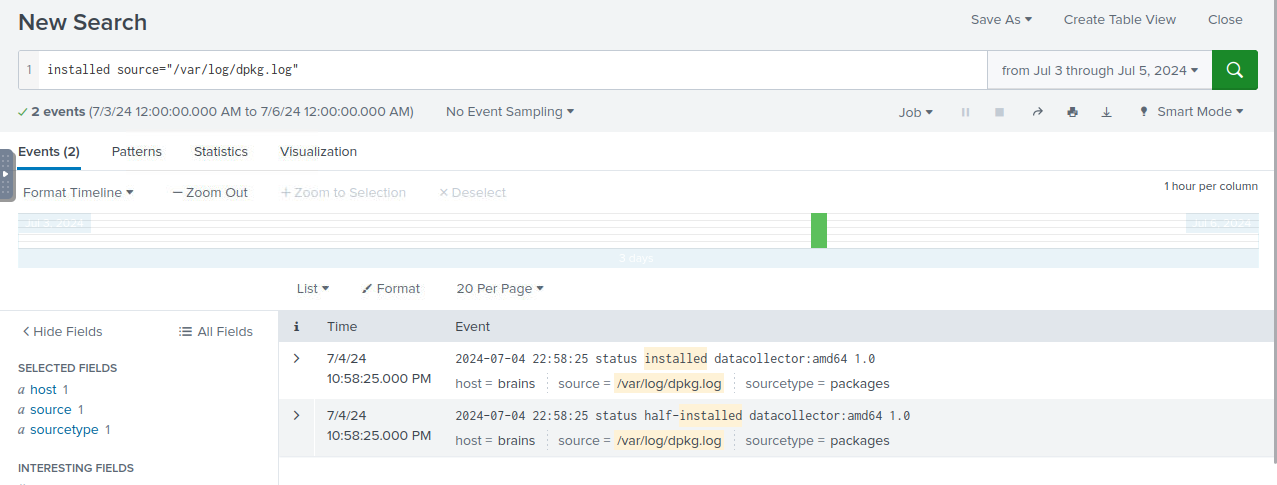 New Search
Save As ▾ Create Table View Close
1 installed source="/var/log/dpkg.log"
from Jul 3 through Jul 5, 2024 ▾
✓ 2 events (7/3/24 12:00:00.000 AM to 7/6/24 12:00:00.000 AM) No Event Sampling ▾ Job ▾ Smart Mode ▾
Events (2) Patterns Statistics Visualization
Format Timeline ▾ — Zoom Out + Zoom to Selection × Deselect
1 hour per column
3 days
List ▾ Format 20 Per Page ▾
< Hide Fields All Fields
i Time Event
SELECTED FIELDS
a host 1
a source 1
a sourcetype 1
INTERESTING FIELDS
> 7/4/24 2024-07-04 22:58:25 status installed datacollector:amd64 1.0
10:58:25.000 PM host = brains source = /var/log/dpkg.log sourcetype = packages
> 7/4/24 2024-07-04 22:58:25 status half-installed datacollector:amd64 1.0
10:58:25.000 PM host = brains source = /var/log/dpkg.log sourcetype = packages